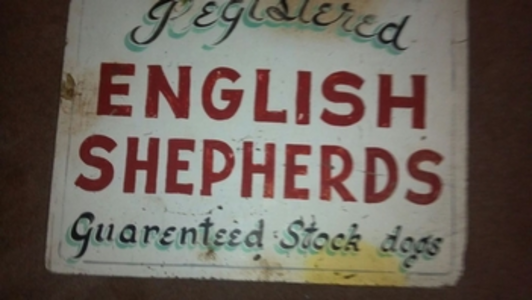 Registered
ENGLISH
SHEPHERDS
Guarenteed Stock dogs